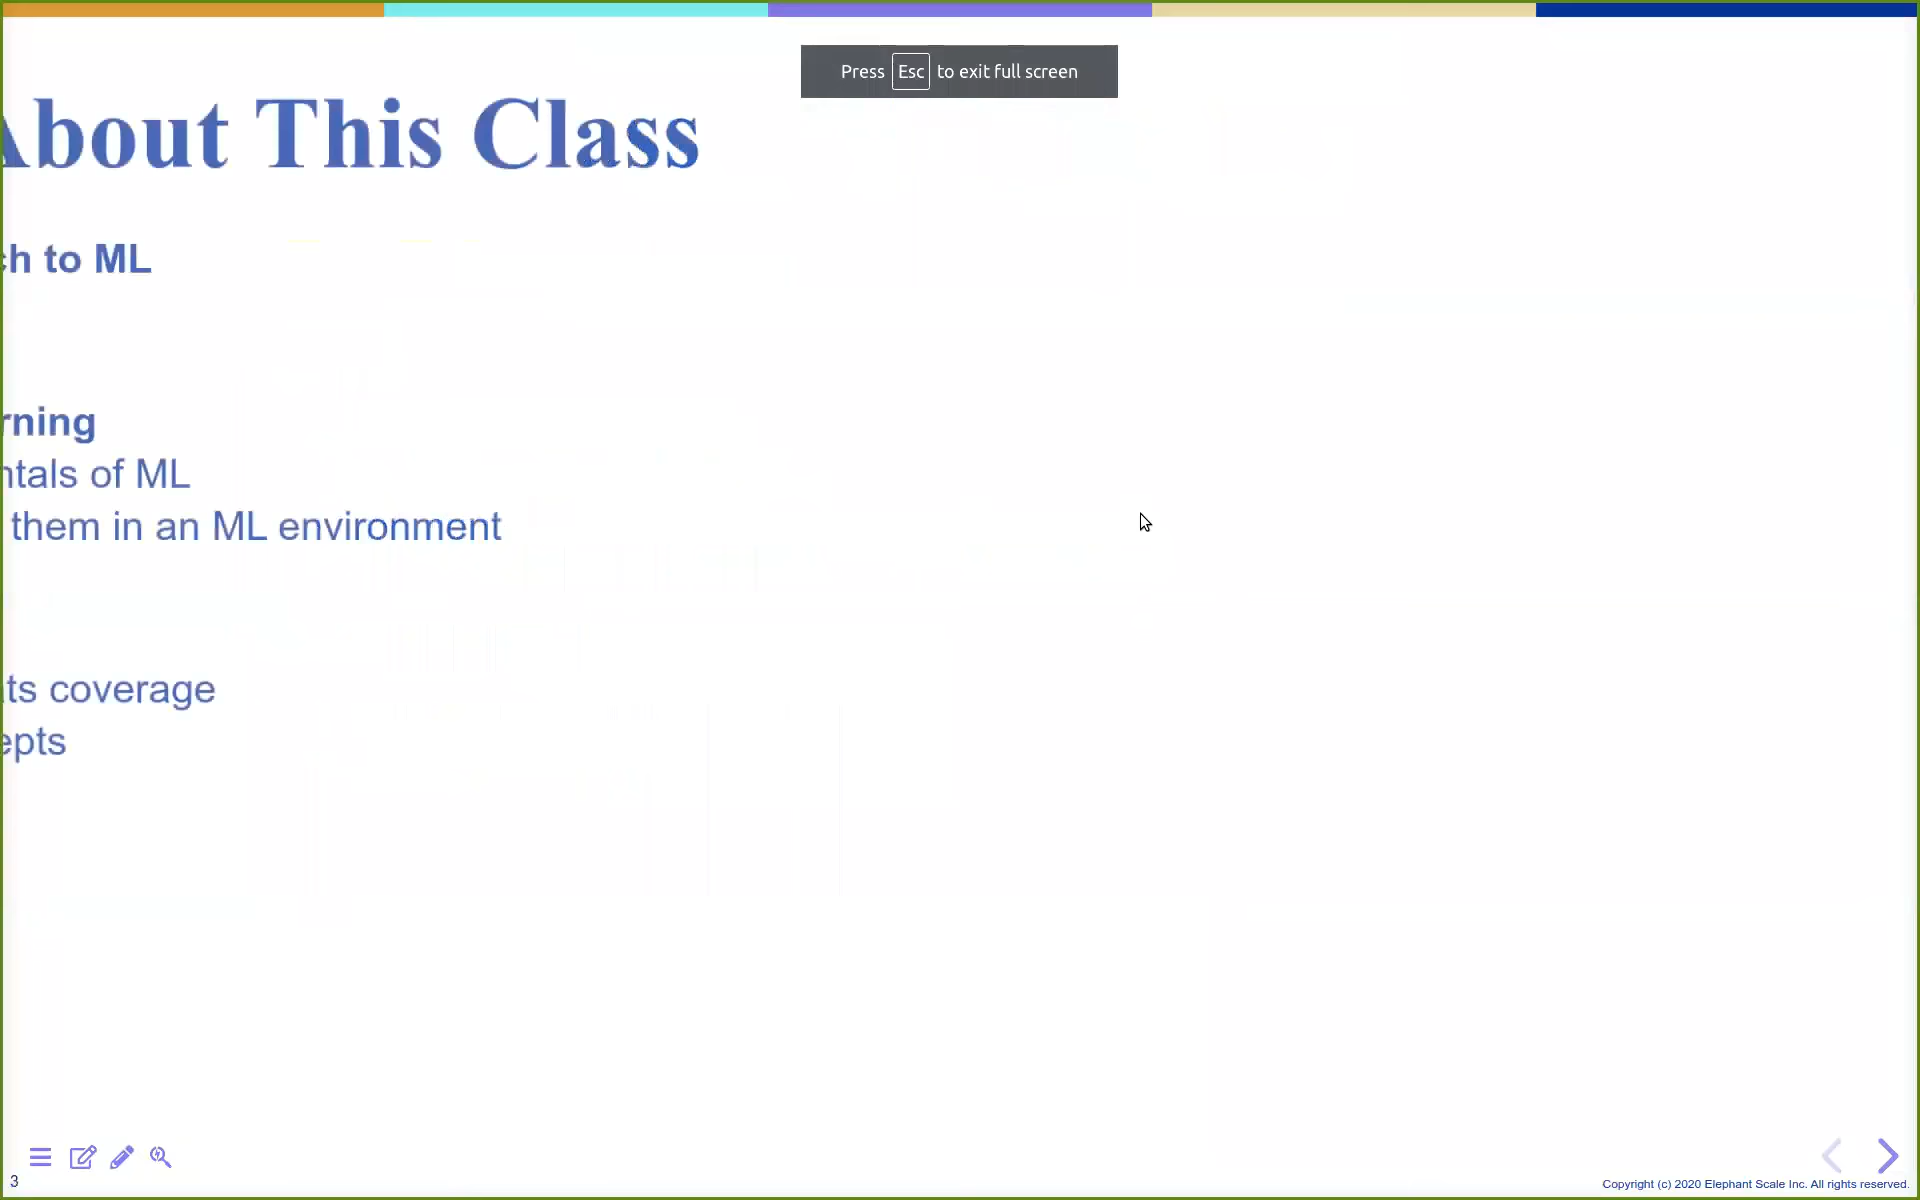 Press Esc to exit full screen
About This Class
ch to ML
rning
ntals of ML
them in an ML environment
ts coverage
epts
3
Copyright (c) 2020 Elephant Scale Inc. All rights reserved.